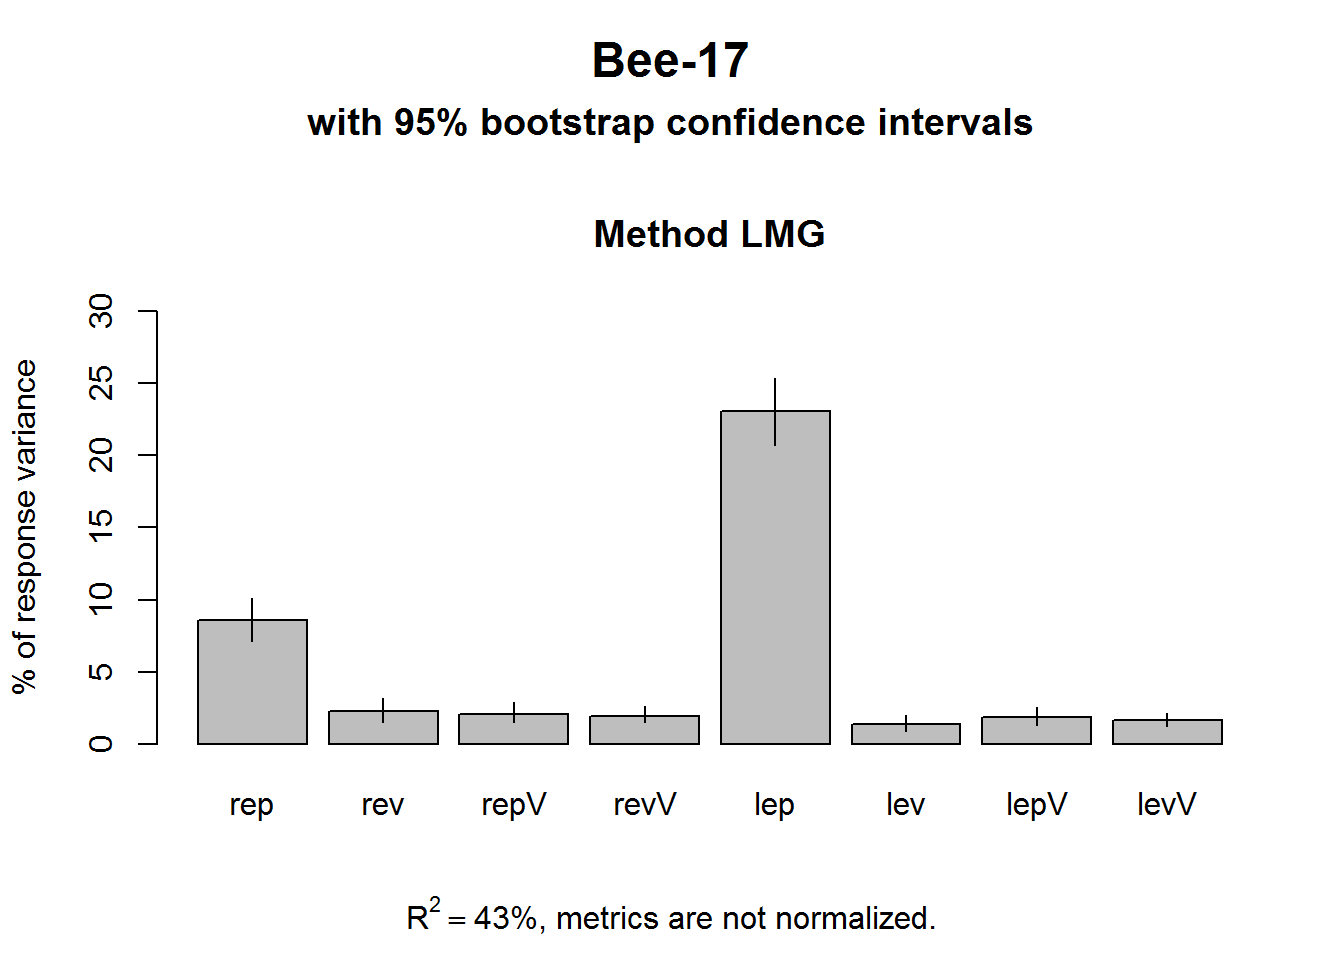 Bee-17
with 95% bootstrap confidence intervals
Method LMG
% of response variance
30
25
20
15
10
5
0
rep rev repV revV lep lev lepV levV
R² = 43%, metrics are not normalized.